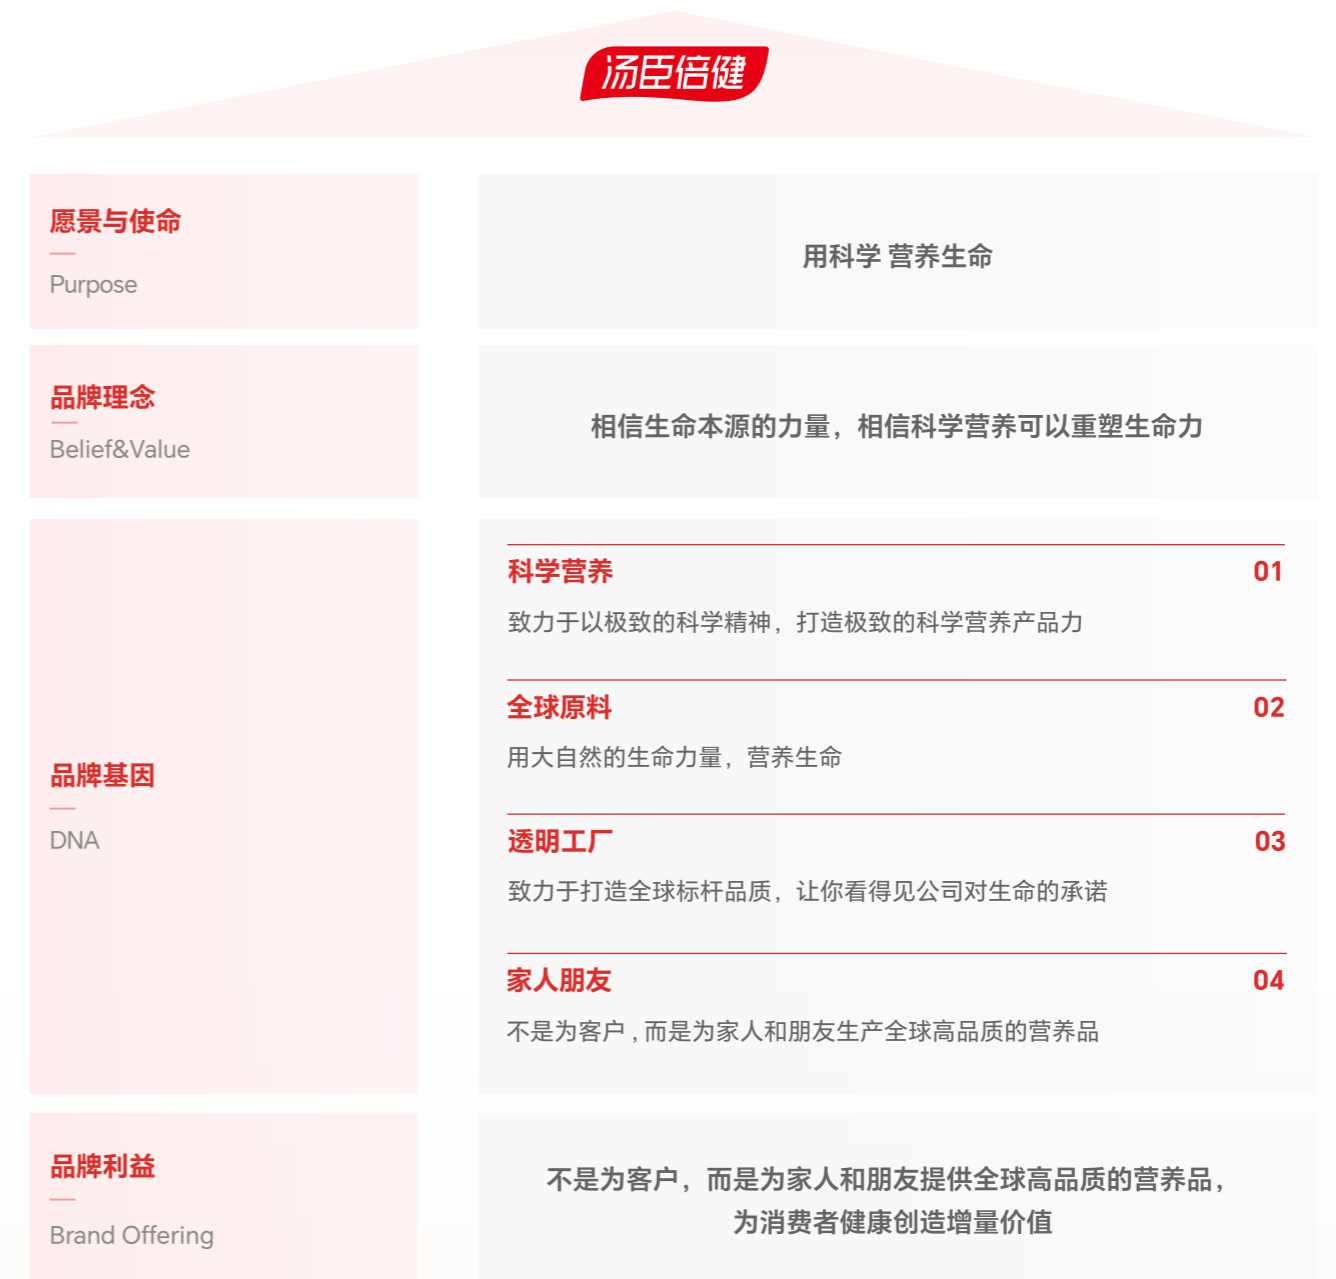 汤臣倍健
愿景与使命
Purpose
用科学 营养生命
品牌理念
Belief&Value
相信生命本源的力量，相信科学营养可以重塑生命力
品牌基因
DNA
科学营养 01
致力于以极致的科学精神，打造极致的科学营养产品力
全球原料 02
用大自然的生命力量，营养生命
透明工厂 03
致力于打造全球标杆品质，让你看得见公司对生命的承诺
家人朋友 04
不是为客户 , 而是为家人和朋友生产全球高品质的营养品
品牌利益
Brand Offering
不是为客户，而是为家人和朋友提供全球高品质的营养品，
为消费者健康创造增量价值